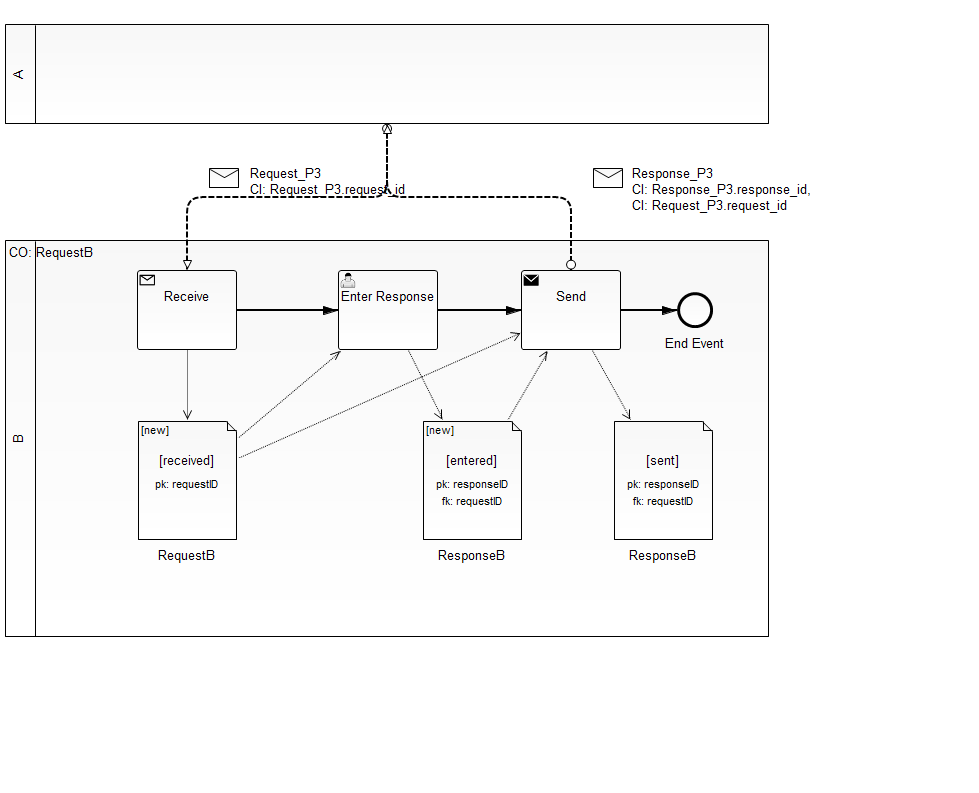 A
Request_P3
CI: Request_P3.request_id
Response_P3
CI: Response_P3.response_id,
CI: Request_P3.request_id
CO: RequestB
B
Receive
Enter Response
Send
End Event
[new]
[received]
pk: requestID
RequestB
[new]
[entered]
pk: responseID
fk: requestID
ResponseB
[sent]
pk: responseID
fk: requestID
ResponseB